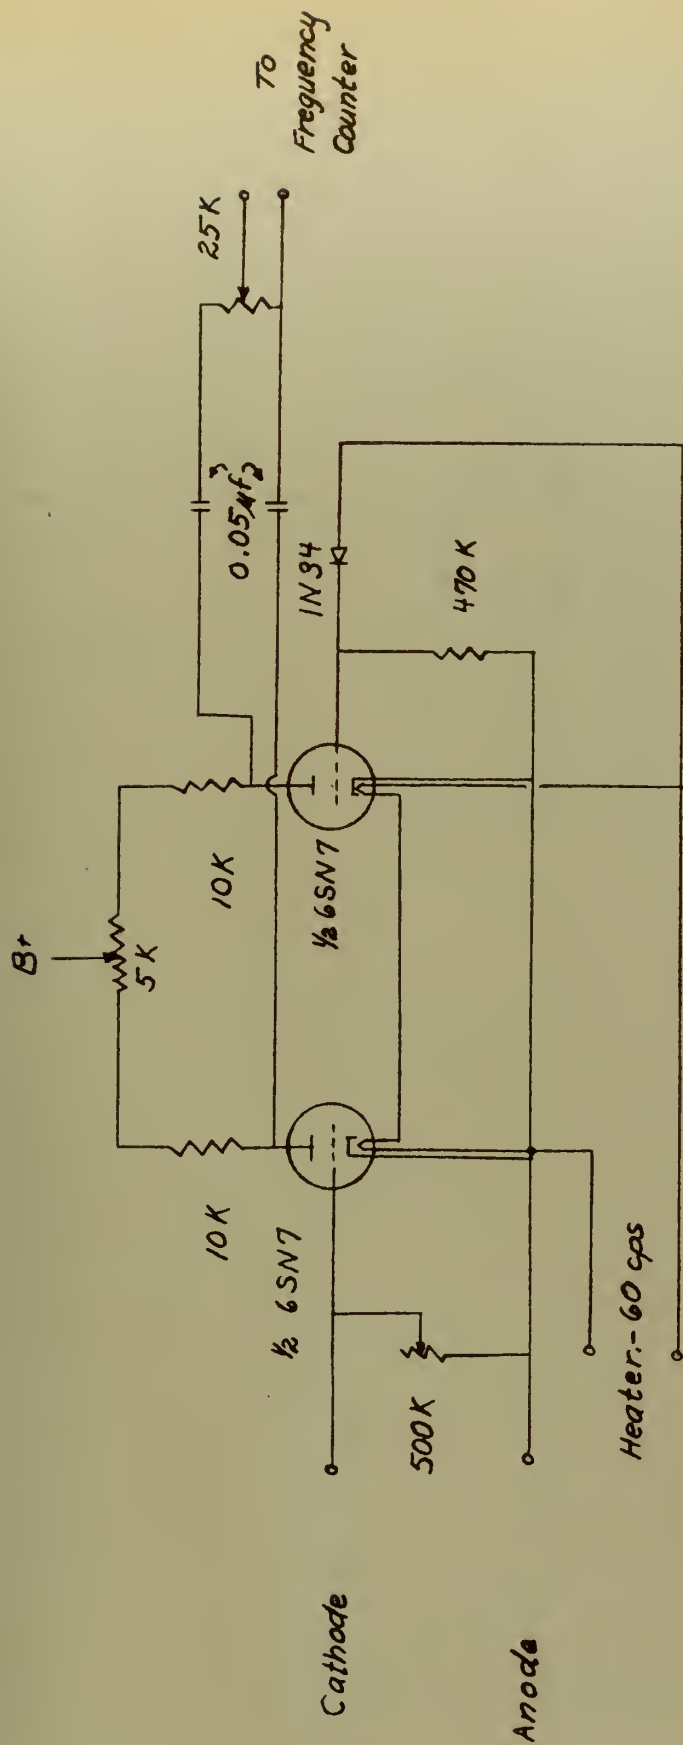 B+
5 K
10K
10K
½ 6SN7
½ 6SN7
0.05μf
25K
To
Frequency
Counter
1N34
470K
500K
Cathode
Anode
Heater.-60 cps